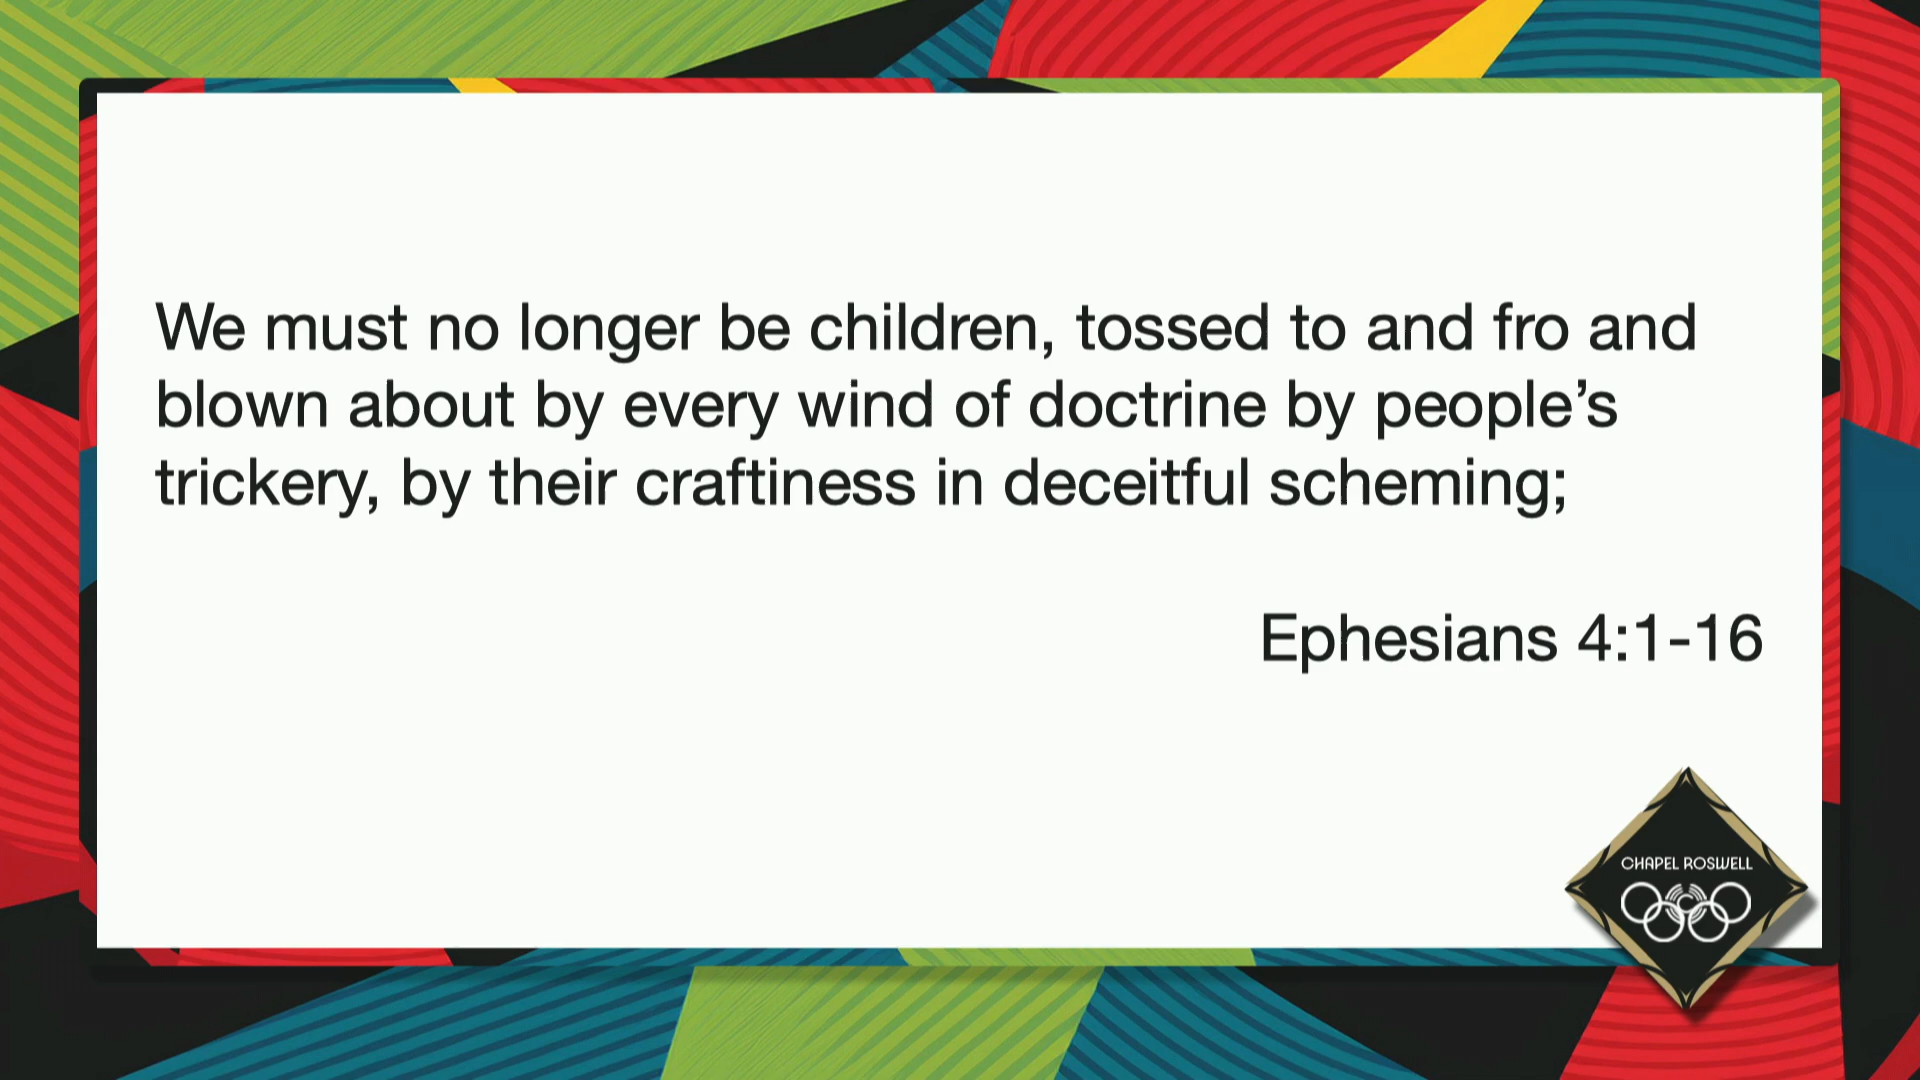 We must no longer be children, tossed to and fro and
blown about by every wind of doctrine by people’s
trickery, by their craftiness in deceitful scheming;
Ephesians 4:1-16
CHAPEL ROSWELL